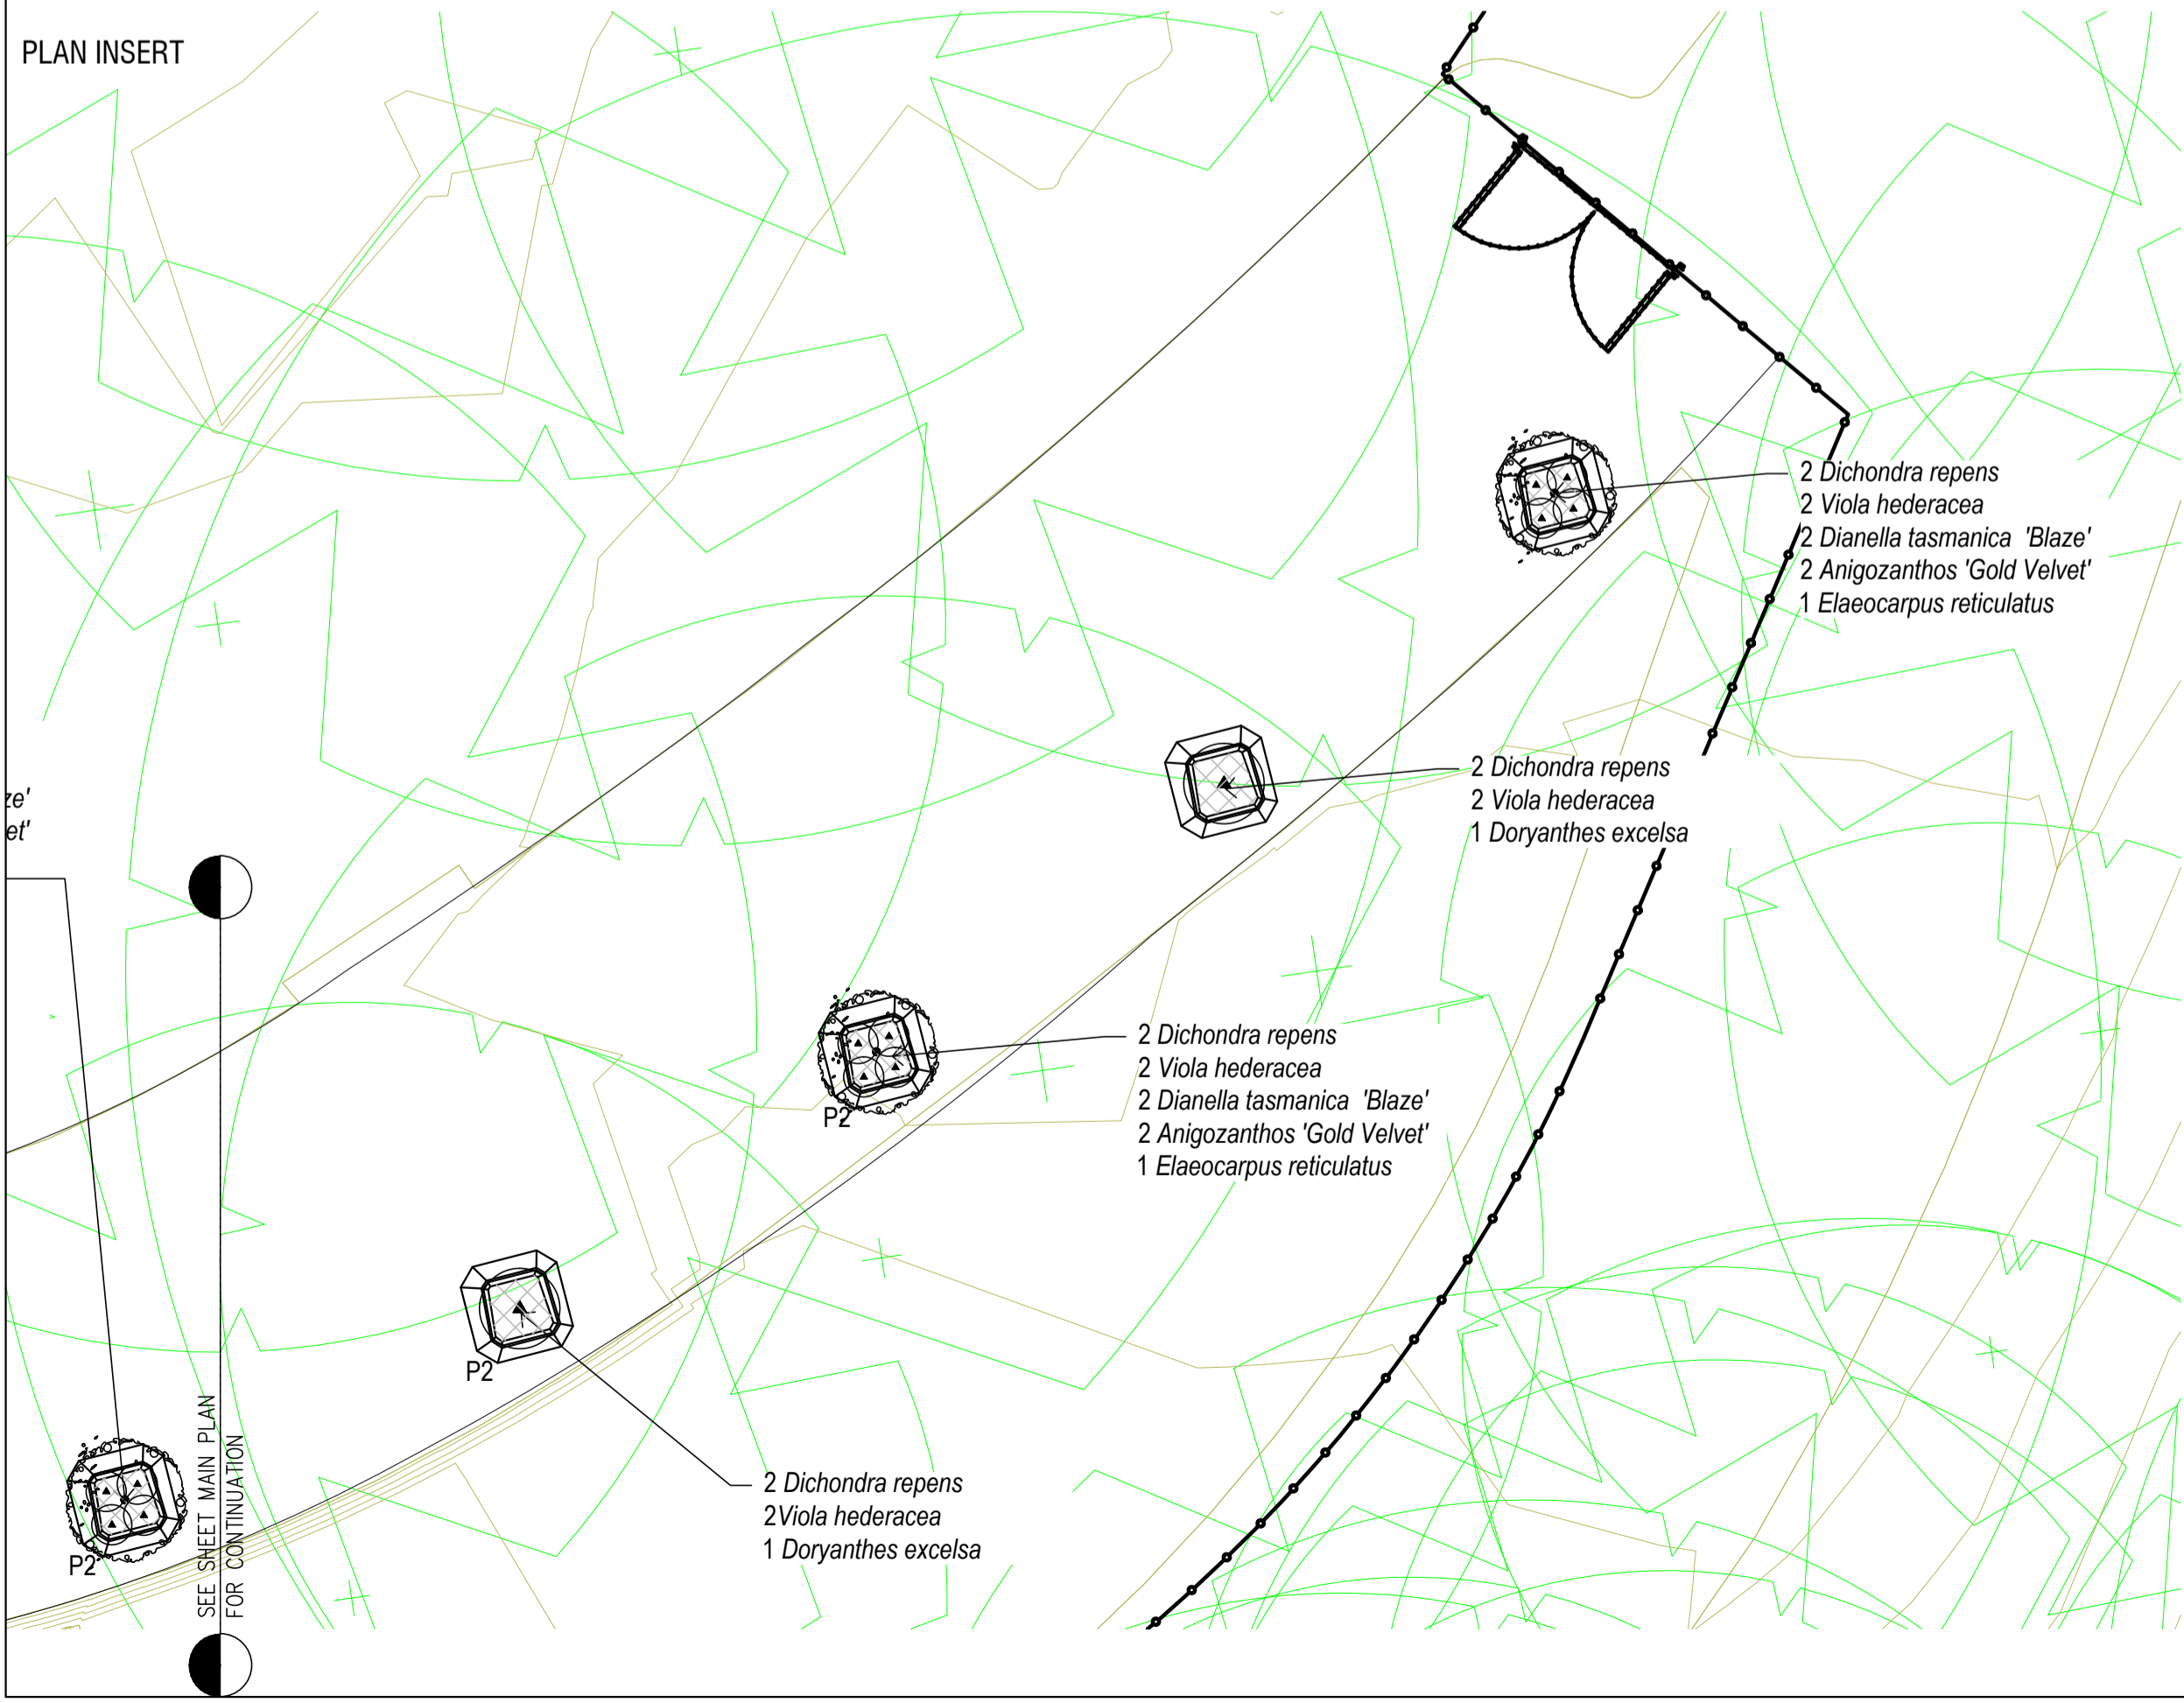 PLAN INSERT
2 Dichondra repens
2 Viola hederacea
2 Dianella tasmanica 'Blaze'
2 Anigozanthos 'Gold Velvet'
1 Elaeocarpus reticulatus
2 Dichondra repens
2 Viola hederacea
1 Doryanthes excelsa
ze'
et'
2 Dichondra repens
2 Viola hederacea
2 Dianella tasmanica 'Blaze'
2 Anigozanthos 'Gold Velvet'
1 Elaeocarpus reticulatus
P2
P2
2 Dichondra repens
2Viola hederacea
1 Doryanthes excelsa
P2
SEE SHEET MAIN PLAN
FOR CONTINUATION